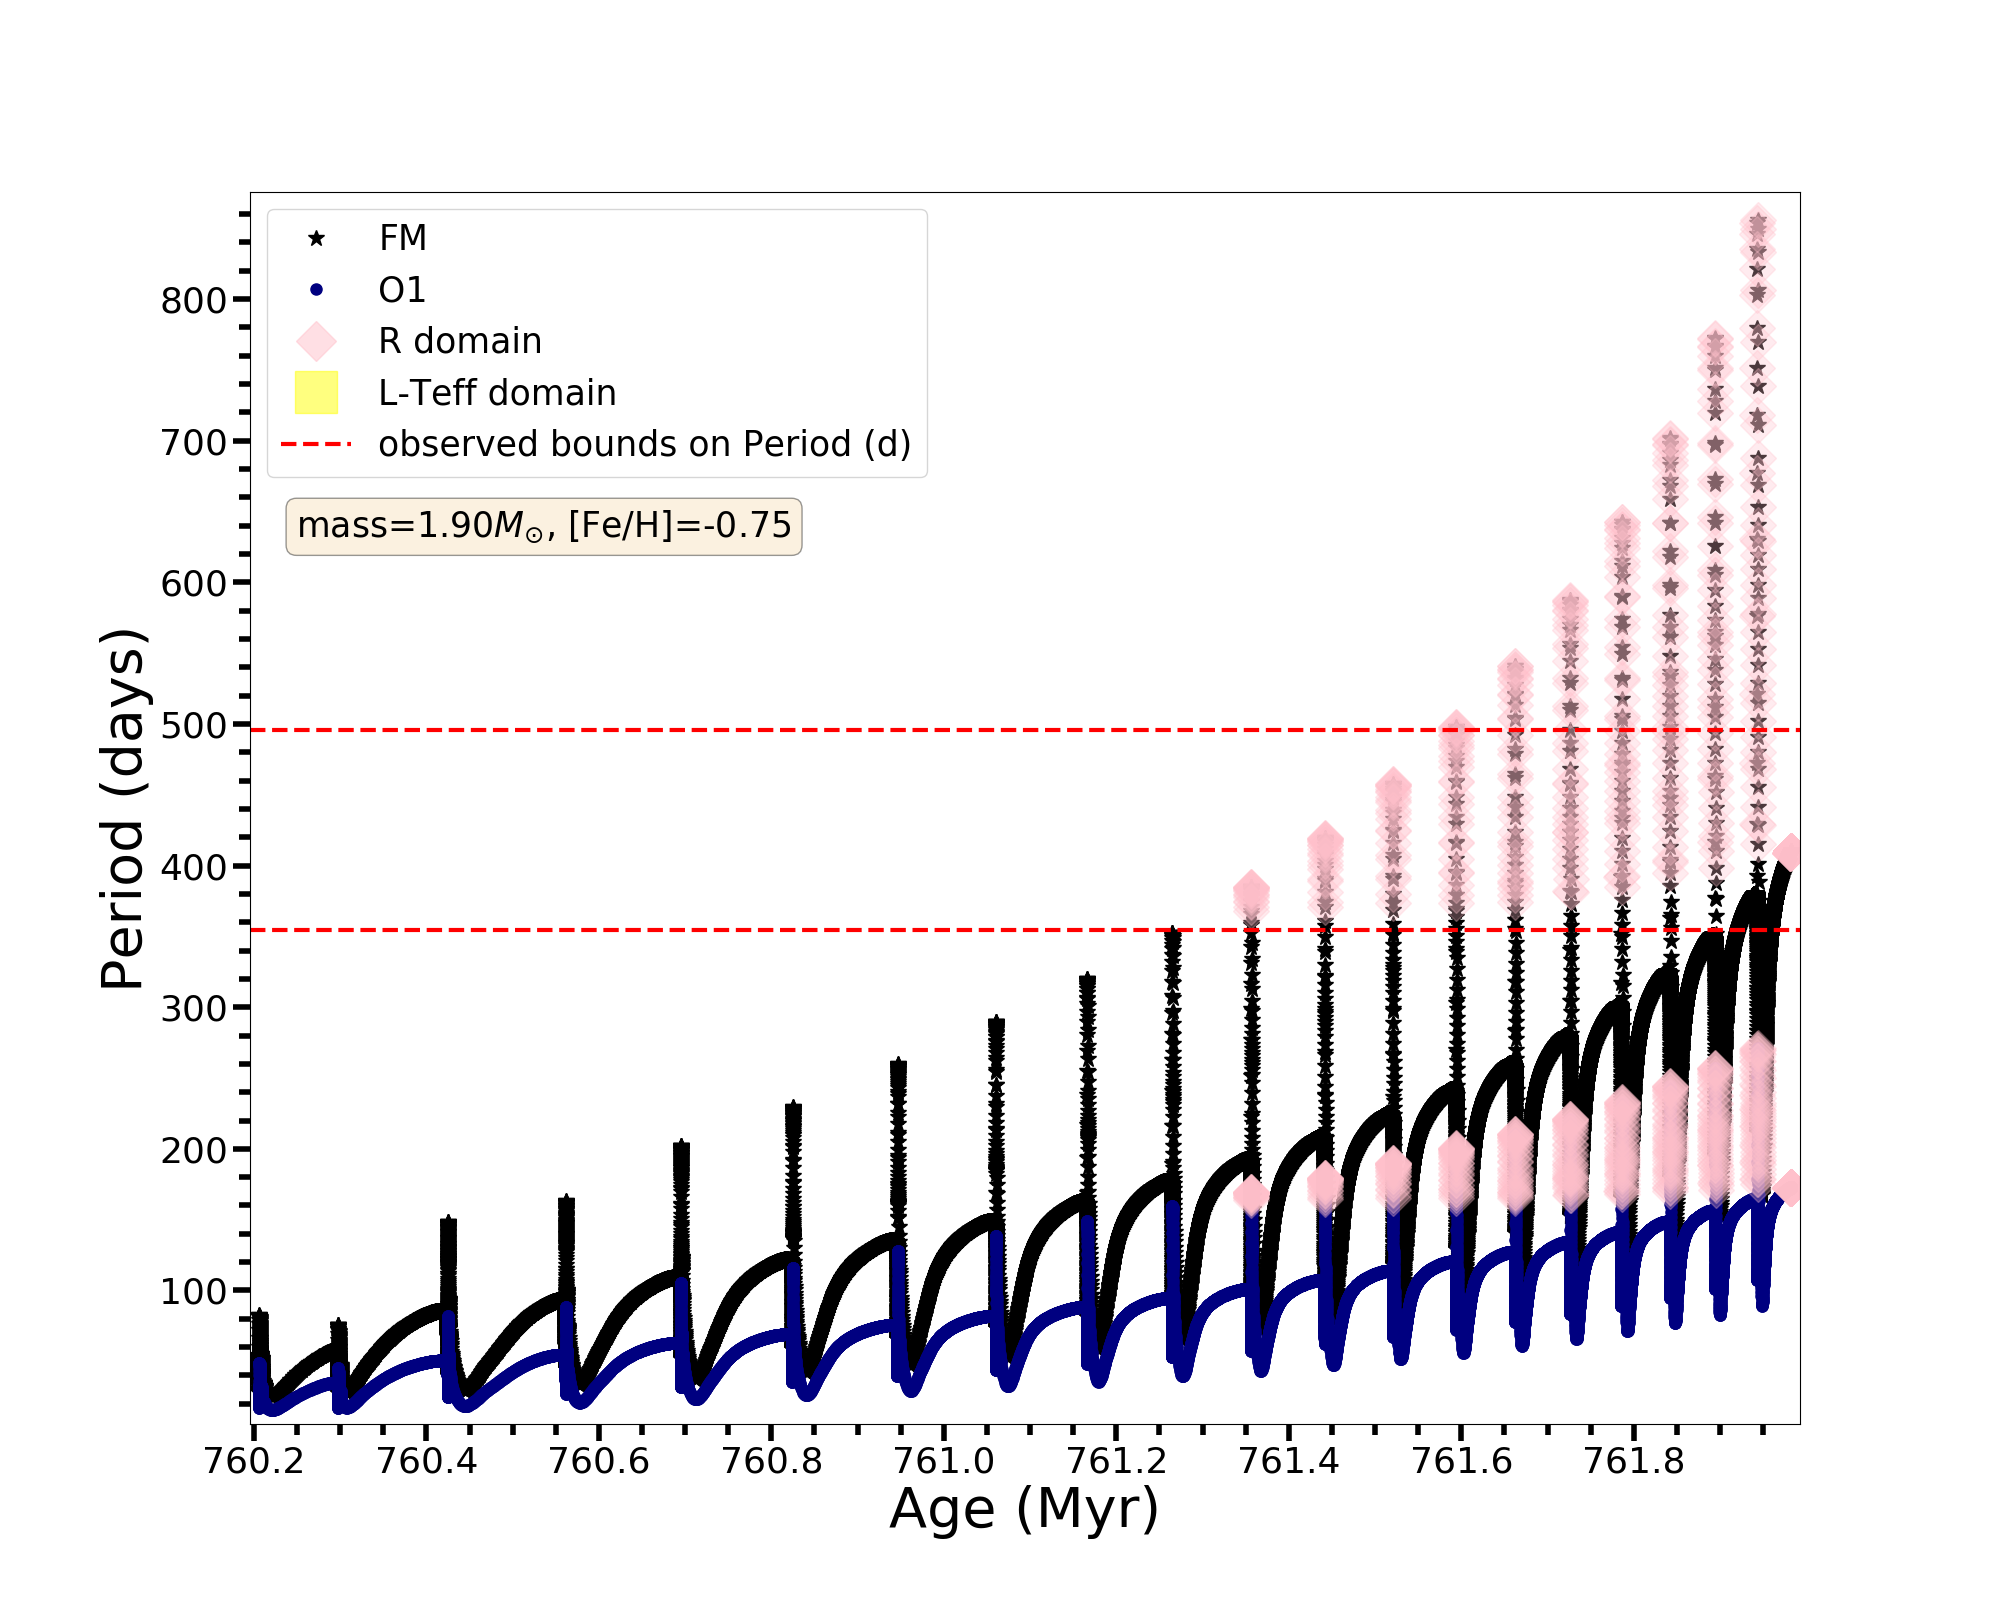 FM
O1
R domain
L-Teff domain
observed bounds on Period (d)
mass=1.90M☉, [Fe/H]=-0.75
800
700
600
500
400
300
200
100
Period (days)
760.2 760.4 760.6 760.8 761.0 761.2 761.4 761.6 761.8
Age (Myr)